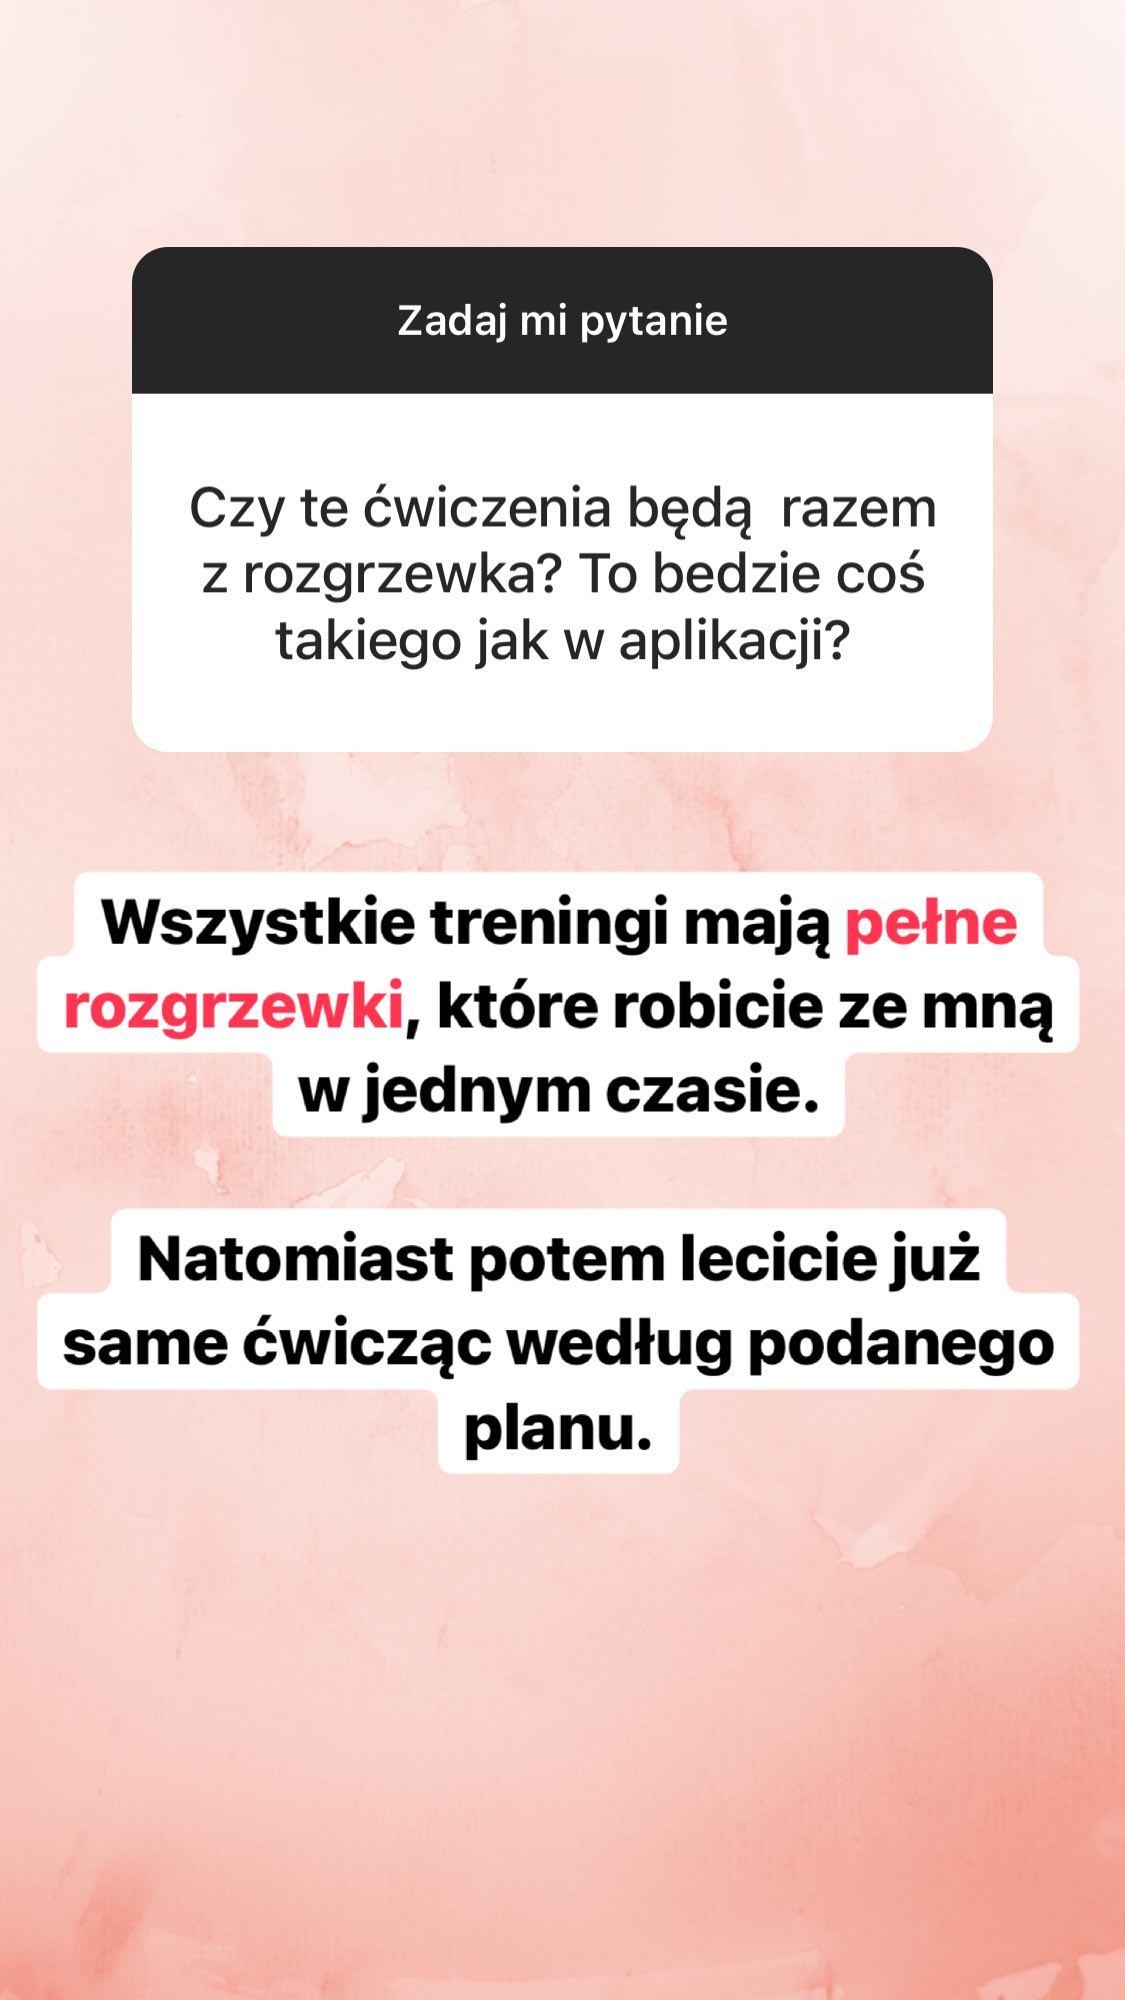 Zadaj mi pytanie
Czy te ćwiczenia będą  razem
z rozgrzewka? To bedzie coś
takiego jak w aplikacji?
Wszystkie treningi mają pełne
rozgrzewki, które robicie ze mną
w jednym czasie.
Natomiast potem lecicie już
same ćwicząc według podanego
planu.